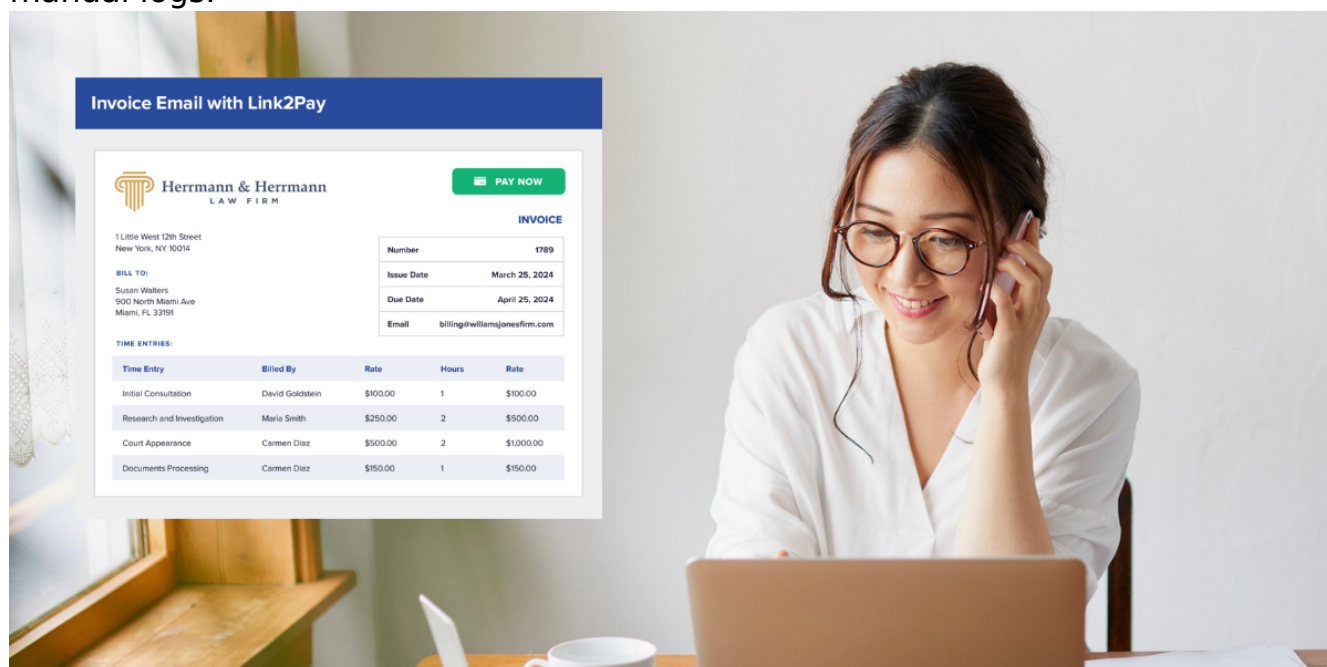 manual logs.
Invoice Email with Link2Pay
Herrmann & Herrmann
LAW FIRM
PAY NOW
INVOICE
1 Little West 12th Street
New York, NY 10014
Number 1789
Issue Date March 25, 2024
Due Date April 25, 2024
Email billing@willamsjonesfirm.com
BILL TO:
Susan Walters
900 North Miami Ave
Miami, FL 33191
TIME ENTRIES:
Time Entry Billed By Rate Hours Rate
Initial Consultation David Goldstein $100.00 1 $100.00
Research and Investigation Maria Smith $250.00 2 $500.00
Court Appearance Carmen Diaz $500.00 2 $1,000.00
Documents Processing Carmen Diaz $150.00 1 $150.00